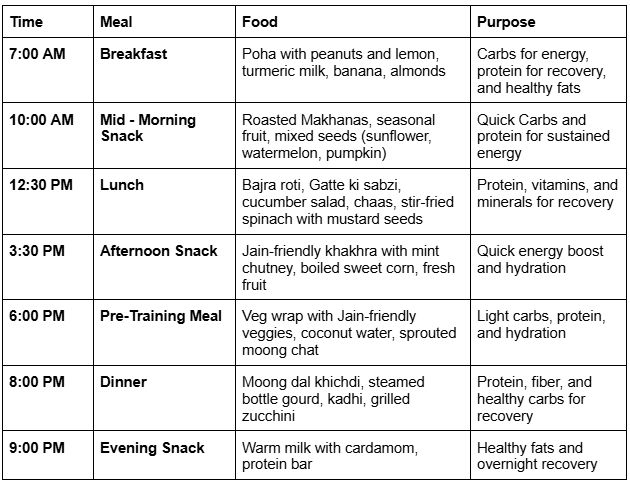 Time Meal Food Purpose
7:00 AM Breakfast Poha with peanuts and lemon, Carbs for energy,
turmeric milk, banana, almonds protein for recovery,
and healthy fats
10:00 AM Mid - Morning Roasted Makhanas, seasonal Quick Carbs and
Snack fruit, mixed seeds (sunflower, protein for sustained
watermelon, pumpkin) energy
12:30 PM Lunch Bajra roti, Gatte ki sabzi, Protein, vitamins, and
cucumber salad, chaas, stir-fried minerals for recovery
spinach with mustard seeds
3:30 PM Afternoon Snack Jain-friendly khakhra with mint Quick energy boost
chutney, boiled sweet corn, fresh and hydration
fruit
6:00 PM Pre-Training Meal Veg wrap with Jain-friendly Light carbs, protein,
veggies, coconut water, sprouted and hydration
moong chat
8:00 PM Dinner Moong dal khichdi, steamed Protein, fiber, and
bottle gourd, kadhi, grilled healthy carbs for
zucchini recovery
9:00 PM Evening Snack Warm milk with cardamom, Healthy fats and
protein bar overnight recovery